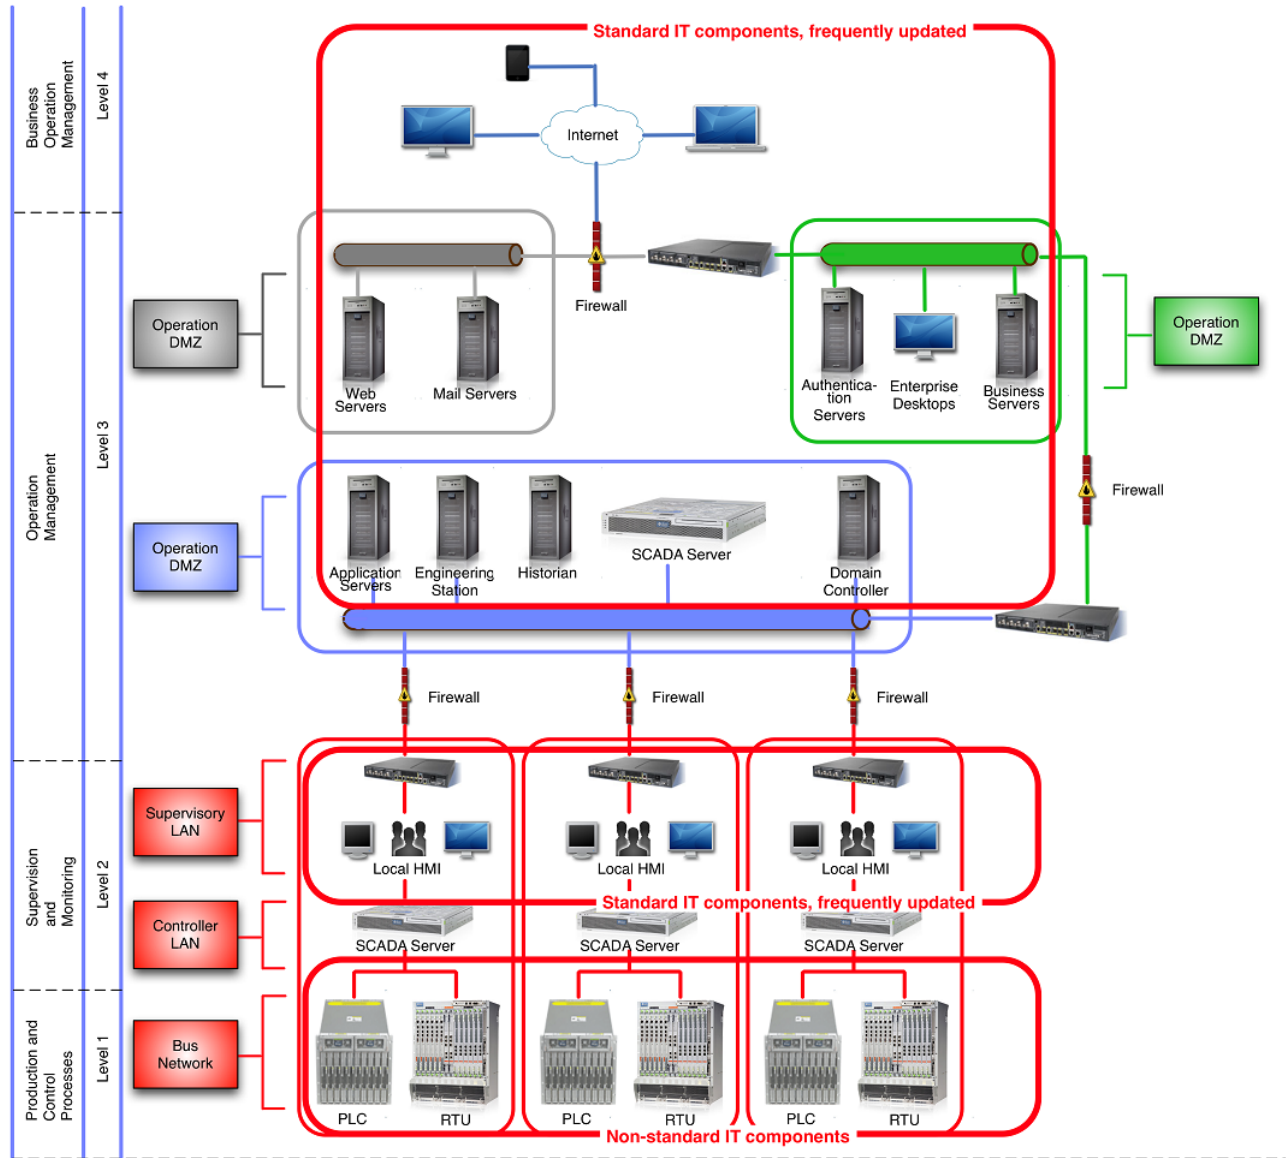 Standard IT components, frequently updated
Business
Operation
Management
Level 4
Internet
Firewall
Operation
DMZ
Web
Servers
Mail Servers
Authentica-
tion
Servers
Enterprise
Desktops
Business
Servers
Operation
DMZ
Operation
Management
Level 3
Firewall
Operation
DMZ
Application
Servers
Engineering
Station
Historian
SCADA Server
Domain
Controller
Firewall
Firewall
Firewall
Supervision
and
Monitoring
Level 2
Supervisory
LAN
Local HMI
Local HMI
Local HMI
Standard IT components, frequently updated
Controller
LAN
SCADA Server
SCADA Server
SCADA Server
Production and
Control
Processes
Level 1
Bus
Network
PLC
RTU
PLC
RTU
PLC
RTU
Non-standard IT components